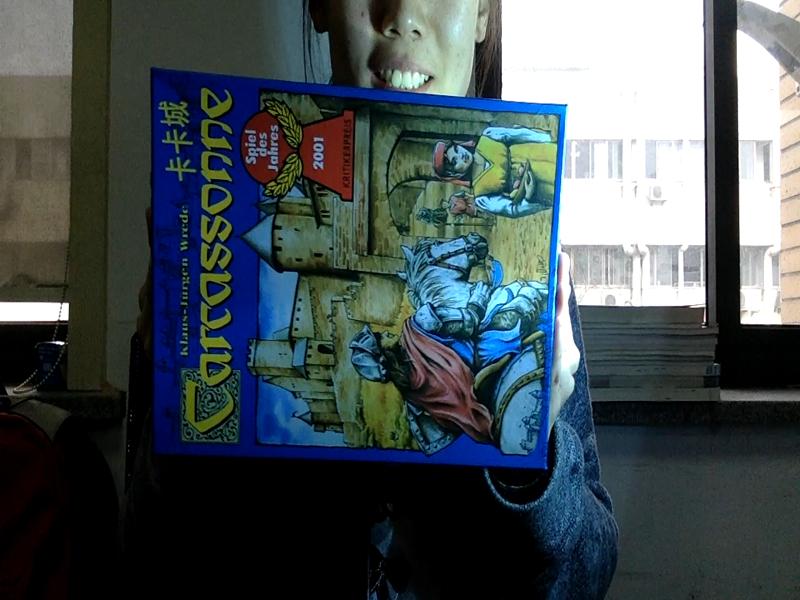 Klaus-Jürgen Wrede 卡卡城
Carcassonne
Spiel
des
Jahres
2001
KRITIKERPREIS